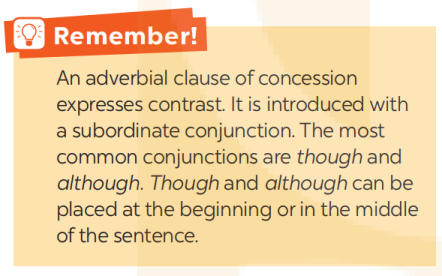 Remember!
An adverbial clause of concession
expresses contrast. It is introduced with
a subordinate conjunction. The most
common conjunctions are though and
although. Though and although can be
placed at the beginning or in the middle
of the sentence.